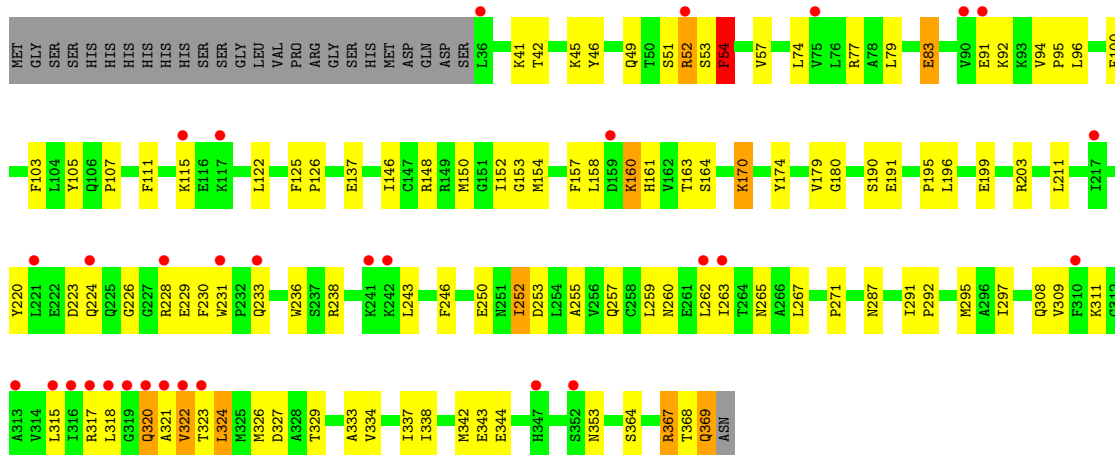 MET GLY SER SER HIS HIS HIS HIS HIS HIS SER SER GLY LEU VAL PRO ARG GLY SER HIS MET ASP GLN ASP SER L36 K41 T42 K45 Y46 Q49 T50 S51 R52 S53 F54 V57 L74 V75 L76 R77 A78 L79 E83 V90 E91 K92 K93 V94 P95 L96
F103 L104 Y105 Q106 P107 F111 K115 E116 K117 L122 F125 P126 E137 I146 C147 R148 R149 M150 G151 I152 G153 M154 F157 L158 D159 K160 H161 V162 T163 S164 K170 Y174 V179 G180 S190 E191 P195 L196 E199 R203 L211 I217
Y220 L221 E222 D223 Q224 Q225 G226 G227 R228 E229 F230 W231 P232 Q233 W236 S237 R238 K241 K242 L243 F246 E250 N251 I252 D253 L254 A255 V256 Q257 C258 L259 N260 E261 L262 I263 T264 N265 A266 L267 P271 N287 I291 P292 M295 A296 I297 Q308 V309 F310 K311
A313 V314 L315 I316 R317 L318 G319 Q320 A321 V322 T323 L324 M325 M326 D327 A328 T329 A333 V334 I337 I338 M342 E343 E344 H347 S352 N353 S364 R367 T368 Q369 ASN